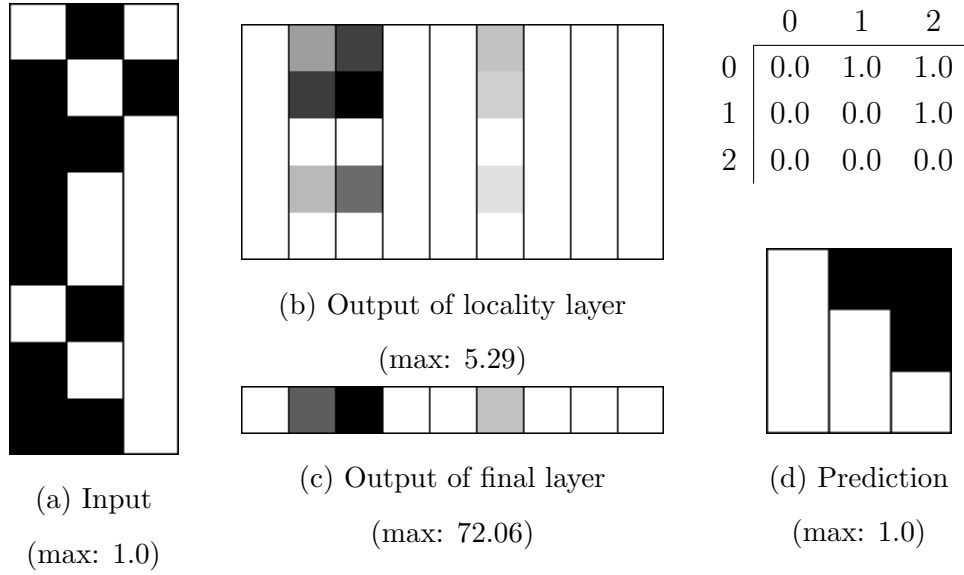 0 1 2
0 0.0 1.0 1.0
1 0.0 0.0 1.0
2 0.0 0.0 0.0
(a) Input
(max: 1.0)
(b) Output of locality layer
(max: 5.29)
(c) Output of final layer
(max: 72.06)
(d) Prediction
(max: 1.0)